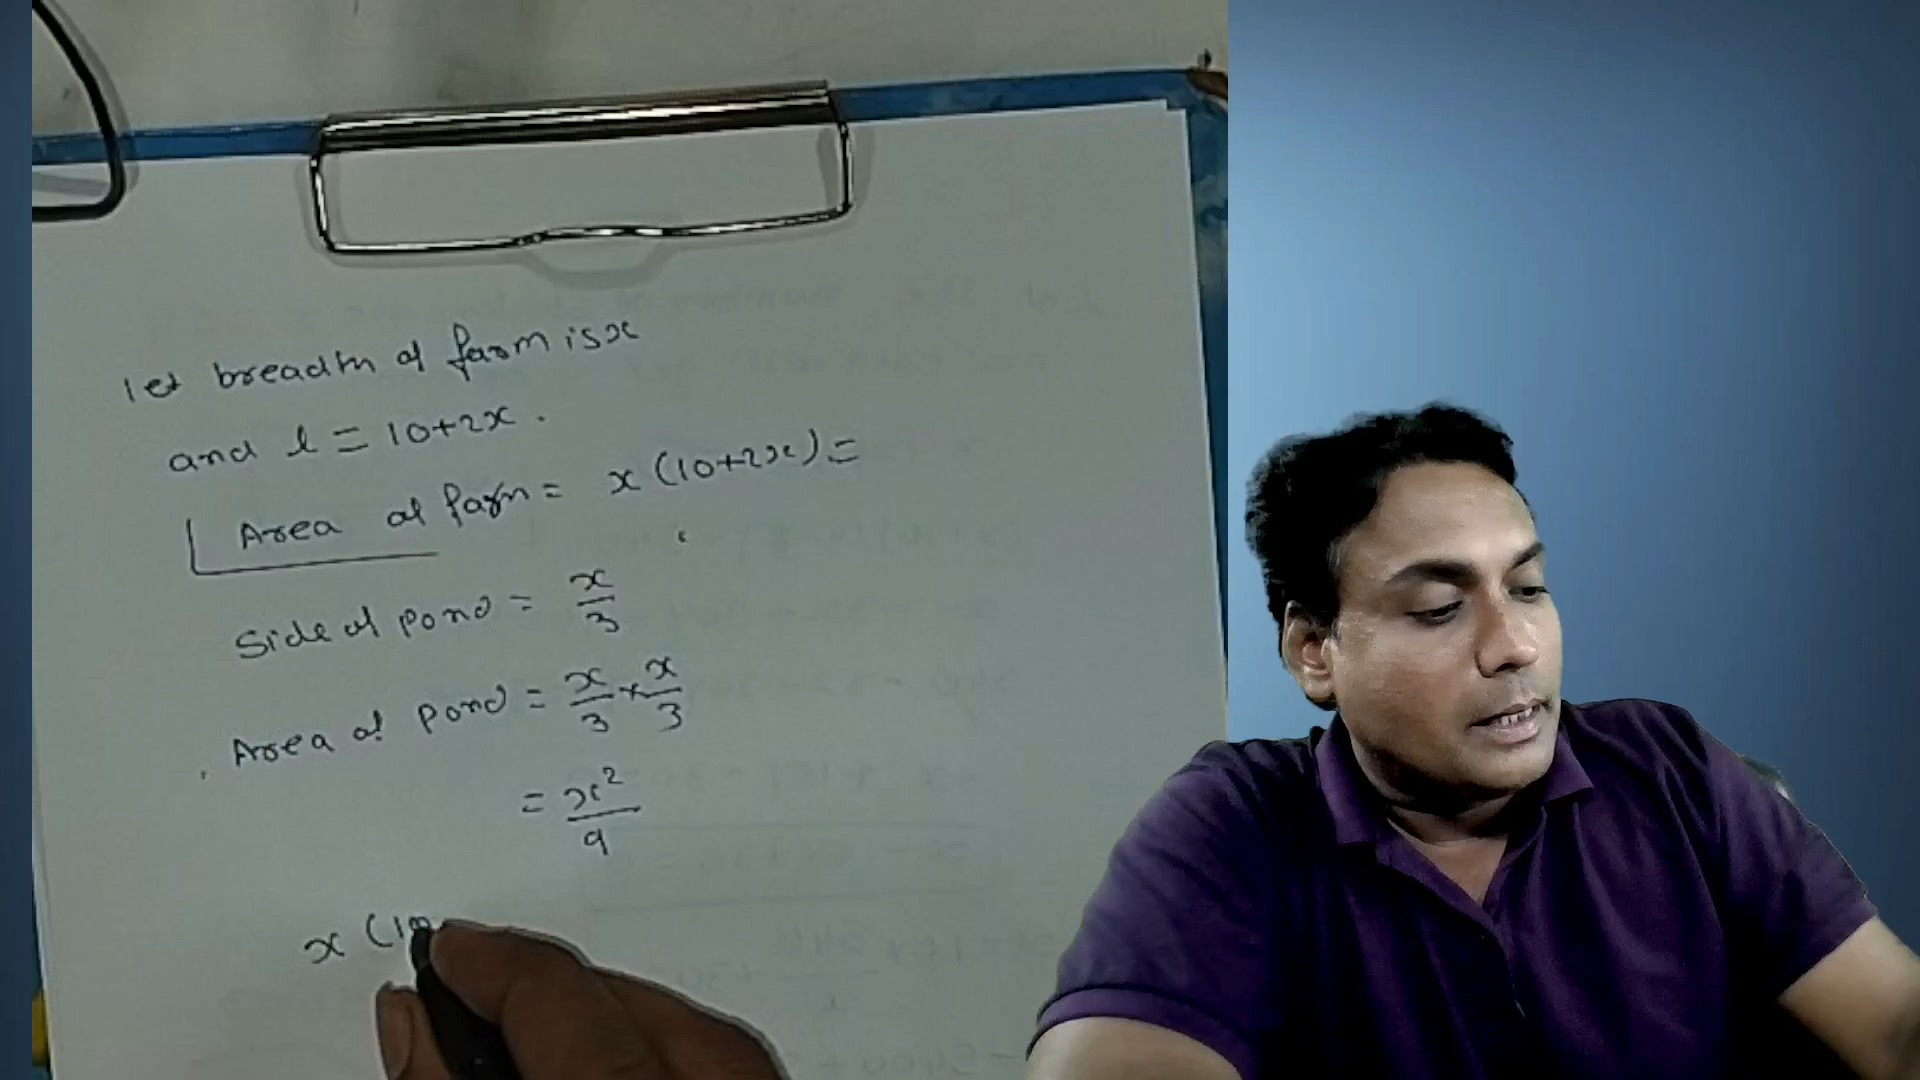 let breadth of farm is x
and l = 10+2x .
Area of farm = x (10+2x) =
Side of pond = x/3
Area of pond = x/3 × x/3
= x²/9
x (10